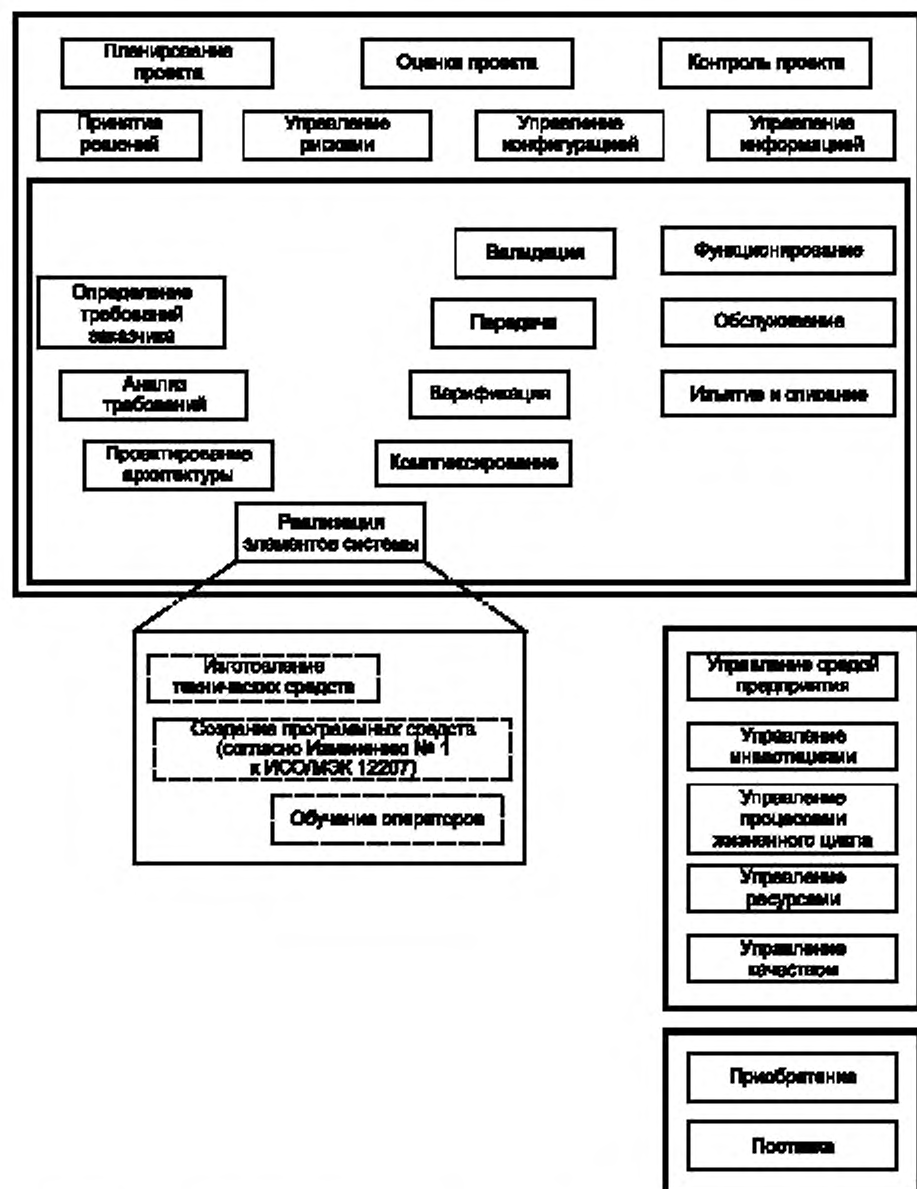 Планирование
проекта
Оценка проекта
Контроль проекта
Принятие
решений
Управление
рисками
Управление
конфигурацией
Управление
информацией
Валидация
Функционирование
Определение
требований
заказчика
Передача
Обслуживание
Анализ
требований
Верификация
Изъятие и списание
Проектирование
архитектуры
Комплексирование
Реализация
элементов системы
Изготовление
технических средств
Создание программных средств
(согласно Изменению № 1
к ИСО/МЭК 12207)
Обучение операторов
Управление средой
предприятия
Управление
инвестициями
Управление
процессами
жизненного цикла
Управление
ресурсами
Управление
качеством
Приобретение
Поставка